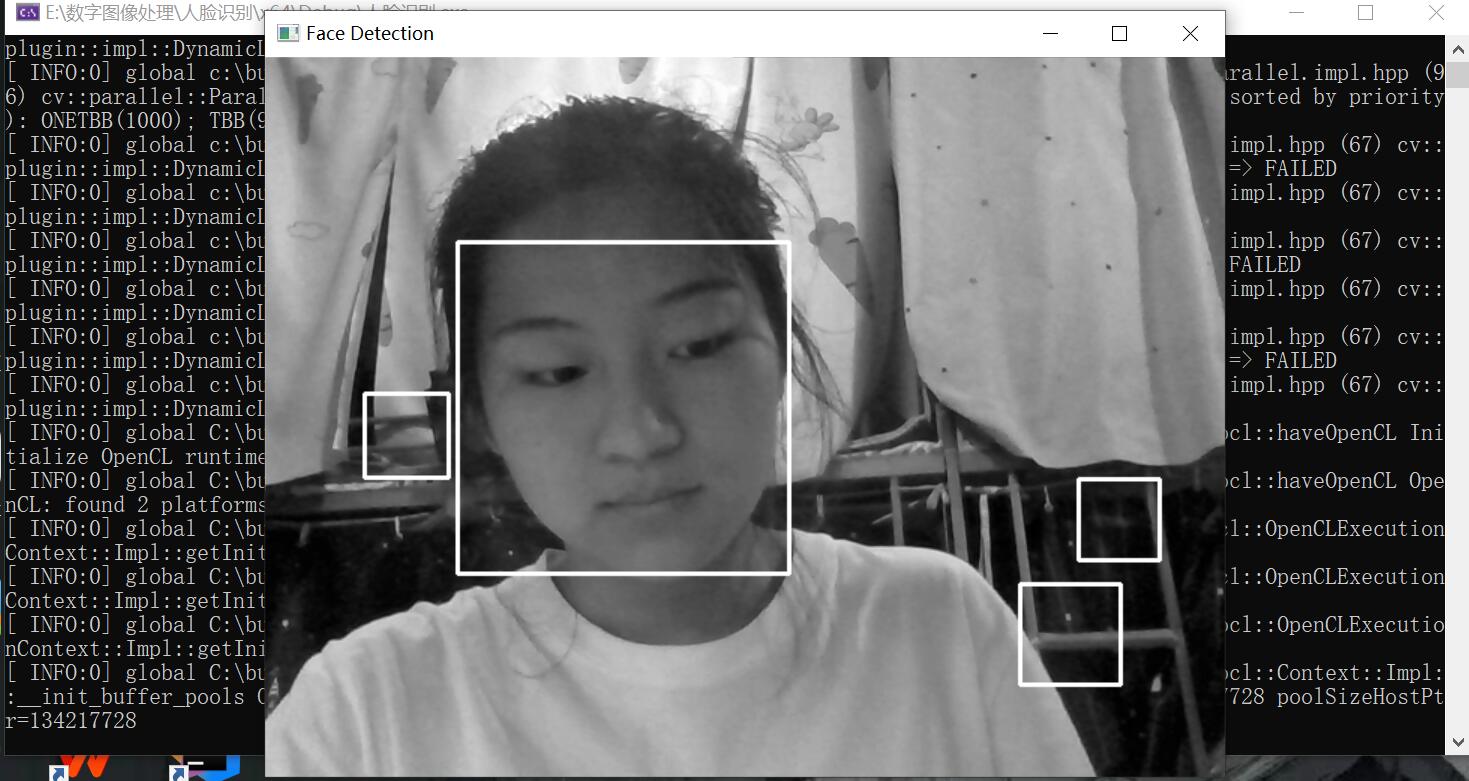 E:\数字图像处理\人脸识别\x64\Debug\人脸识别.exe
Face Detection
plugin::impl::DynamicL
[ INFO:0] global c:\bu
rallel.impl.hpp (9
6) cv::parallel::Paral
sorted by priority
): ONETBB(1000); TBB(9
[ INFO:0] global c:\bu
impl.hpp (67) cv::
plugin::impl::DynamicL
=> FAILED
[ INFO:0] global c:\bu
impl.hpp (67) cv::
plugin::impl::DynamicL
[ INFO:0] global c:\bu
impl.hpp (67) cv::
plugin::impl::DynamicL
FAILED
[ INFO:0] global c:\bu
impl.hpp (67) cv::
plugin::impl::DynamicL
[ INFO:0] global c:\bu
impl.hpp (67) cv::
plugin::impl::DynamicL
=> FAILED
[ INFO:0] global c:\bu
impl.hpp (67) cv::
plugin::impl::DynamicL
[ INFO:0] global C:\bu
ocl::haveOpenCL Ini
tialize OpenCL runtime
[ INFO:0] global C:\bu
ocl::haveOpenCL Ope
nCL: found 2 platforms
[ INFO:0] global C:\bu
::OpenCLExecution
Context::Impl::getInit
[ INFO:0] global C:\bu
::OpenCLExecution
Context::Impl::getInit
[ INFO:0] global C:\bu
::OpenCLExecutio
nContext::Impl::getIni
[ INFO:0] global C:\bu
ocl::Context::Impl:
:__init_buffer_pools
7728 poolSizeHostPt
r=134217728